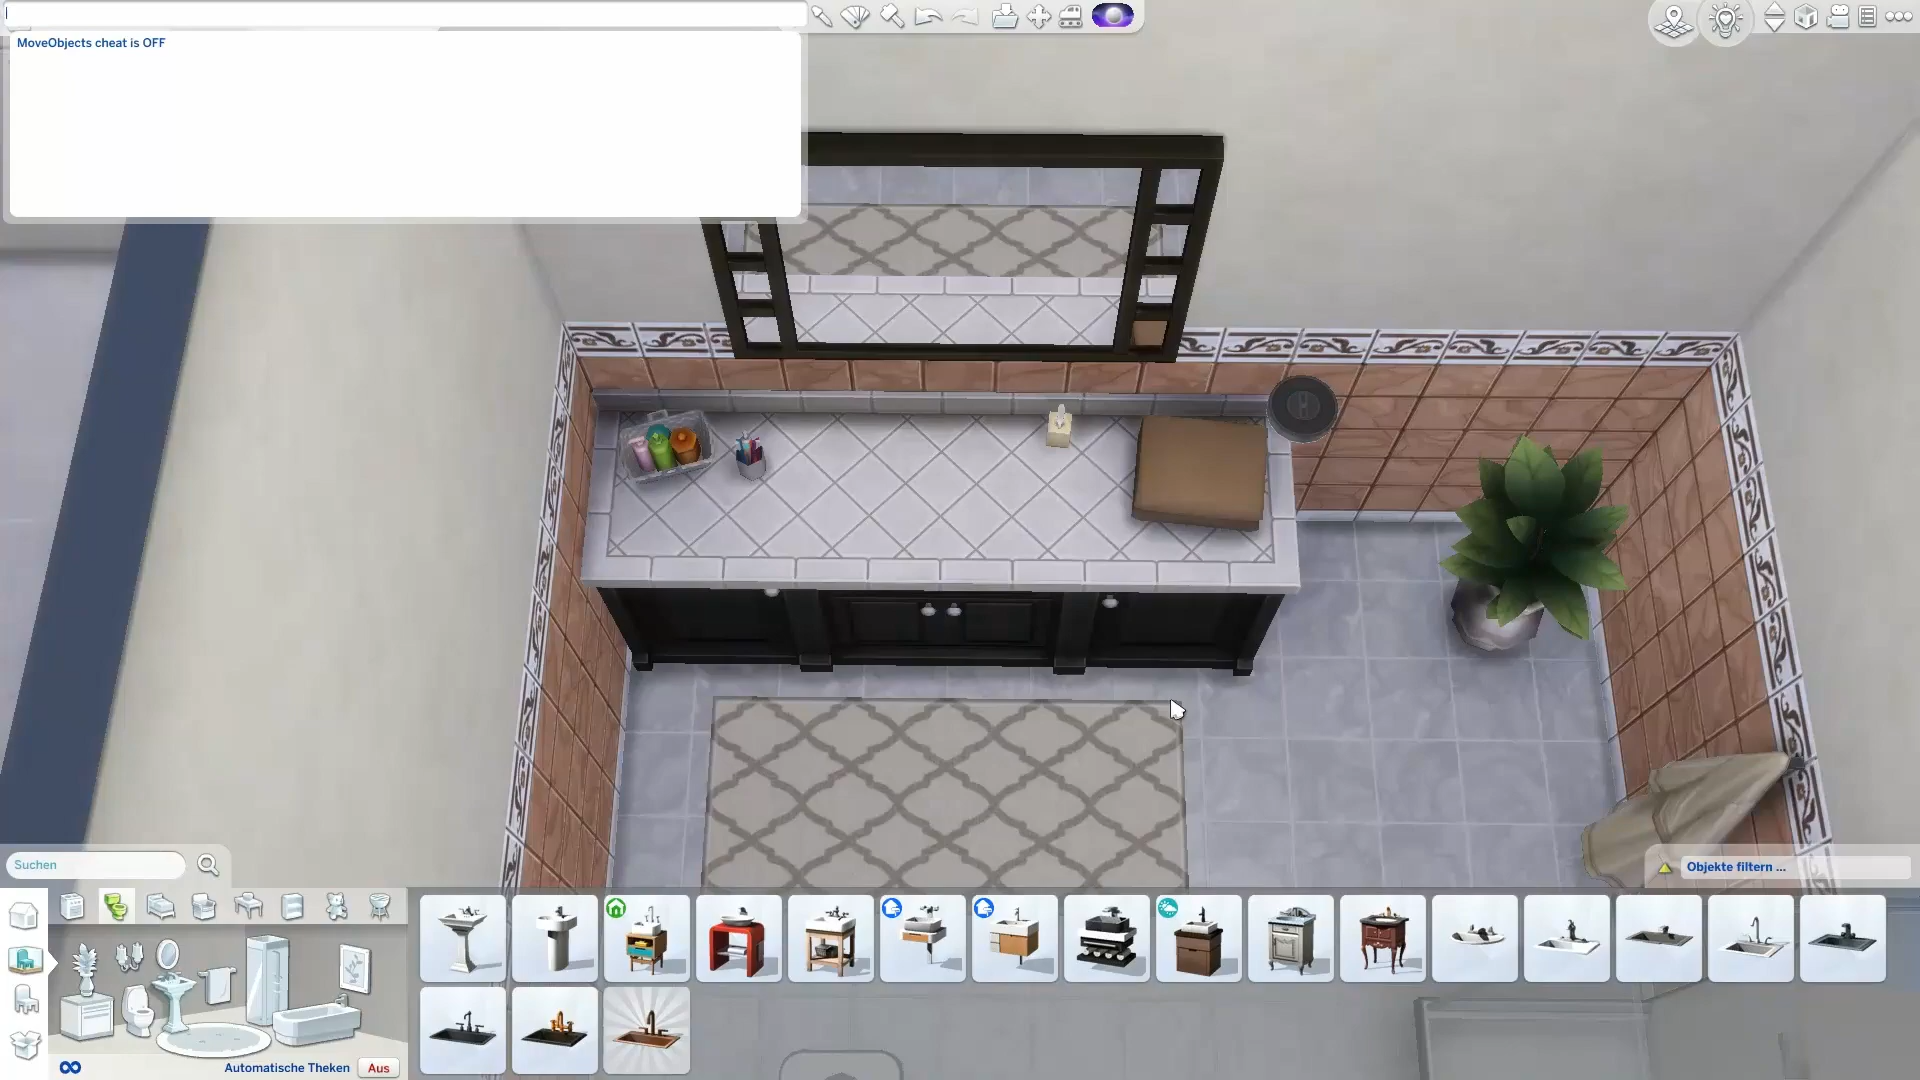 MoveObjects cheat is OFF
Suchen
Objekte filtern ...
Automatische Theken
Aus